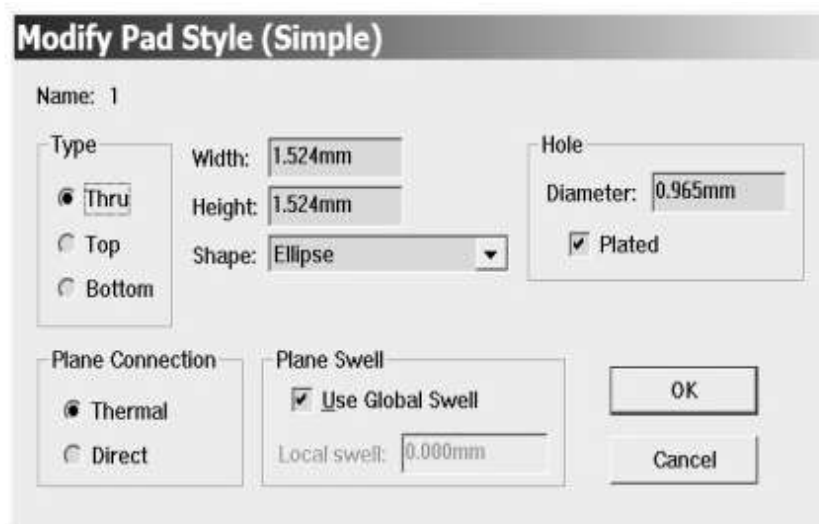 Modify Pad Style (Simple)
Name: 1
Type
Thru
Top
Bottom
Width: 1.524mm
Height: 1.524mm
Shape: Ellipse
Hole
Diameter: 0.965mm
Plated
Plane Connection
Thermal
Direct
Plane Swell
Use Global Swell
Local swell: 0.000mm
OK
Cancel